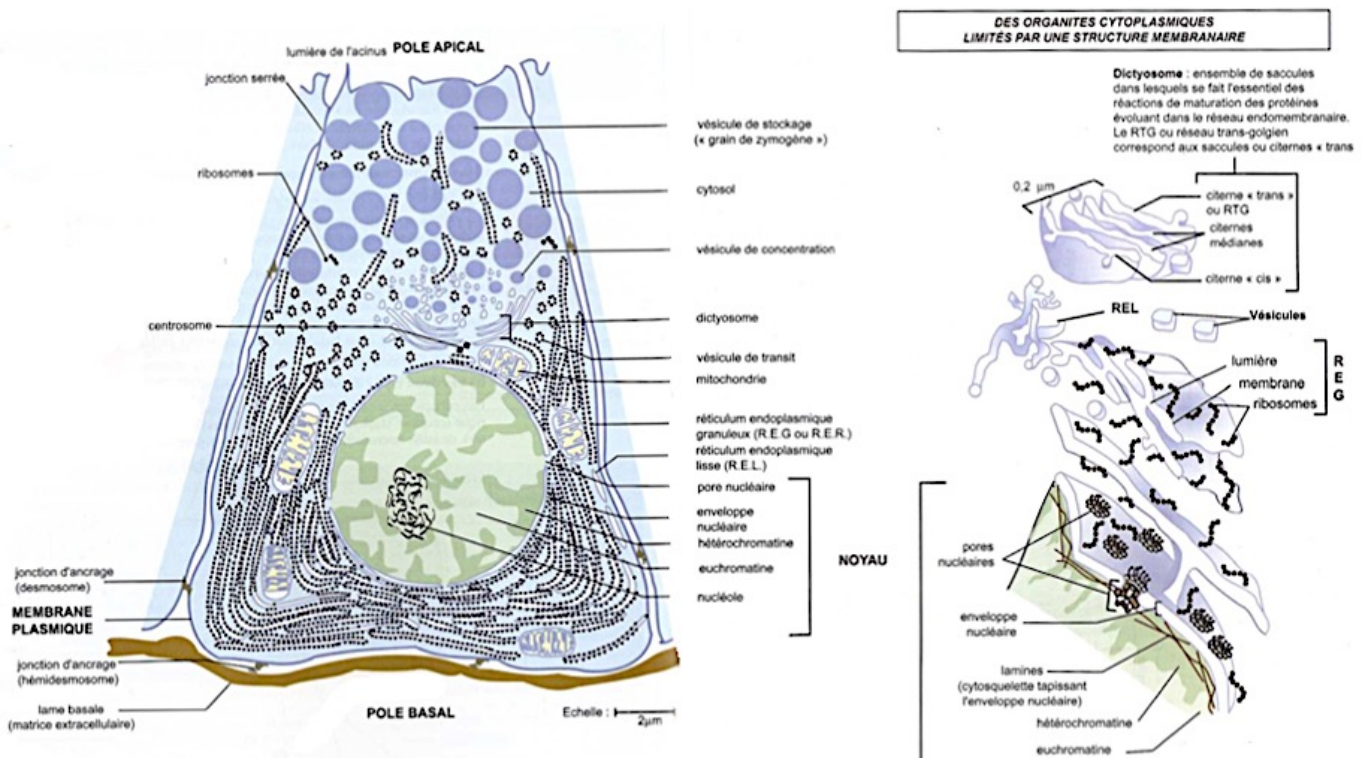 lumière de l'acinus POLE APICAL
jonction serrée
ribosomes
centrosome
jonction d'ancrage
(desmosome)
MEMBRANE
PLASMIQUE
jonction d'ancrage
(hémidesmosome)
lame basale
(matrice extracellulaire)
POLE BASAL
Echelle :
2µm
vésicule de stockage
(« grain de zymogène »)
cytosol
vésicule de concentration
dictyosome
vésicule de transit
mitochondrie
réticulum endoplasmique
granuleux (R.E.G ou R.E.R.)
réticulum endoplasmique
lisse (R.E.L.)
pore nucléaire
enveloppe
nucléaire
hétérochromatine
euchromatine
nucléole
NOYAU
DES ORGANITES CYTOPLASMIQUES
LIMITÉS PAR UNE STRUCTURE MEMBRANAIRE
Dictyosome : ensemble de saccules
dans lesquels se fait l'essentiel des
réactions de maturation des protéines
évoluant dans le réseau endomembranaire.
Le RTG ou réseau trans-golgien
correspond aux saccules ou citernes « trans
0,2 µm
citerne « trans »
ou RTG
citernes
médianes
citerne « cis »
REL
Vésicules
lumière
membrane
ribosomes
R
E
G
pores
nucléaires
enveloppe
nucléaire
lamines
(cytosquelette tapissant
l'enveloppe nucléaire)
hétérochromatine
euchromatine